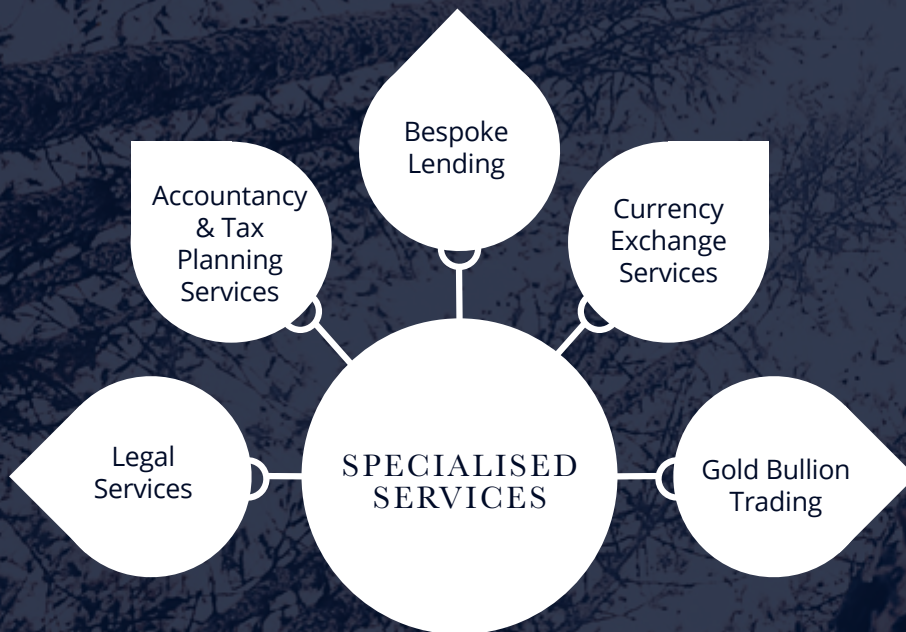 Bespoke
Lending
Accountancy
& Tax
Planning
Services
Currency
Exchange
Services
Legal
Services
SPECIALISED
SERVICES
Gold Bullion
Trading